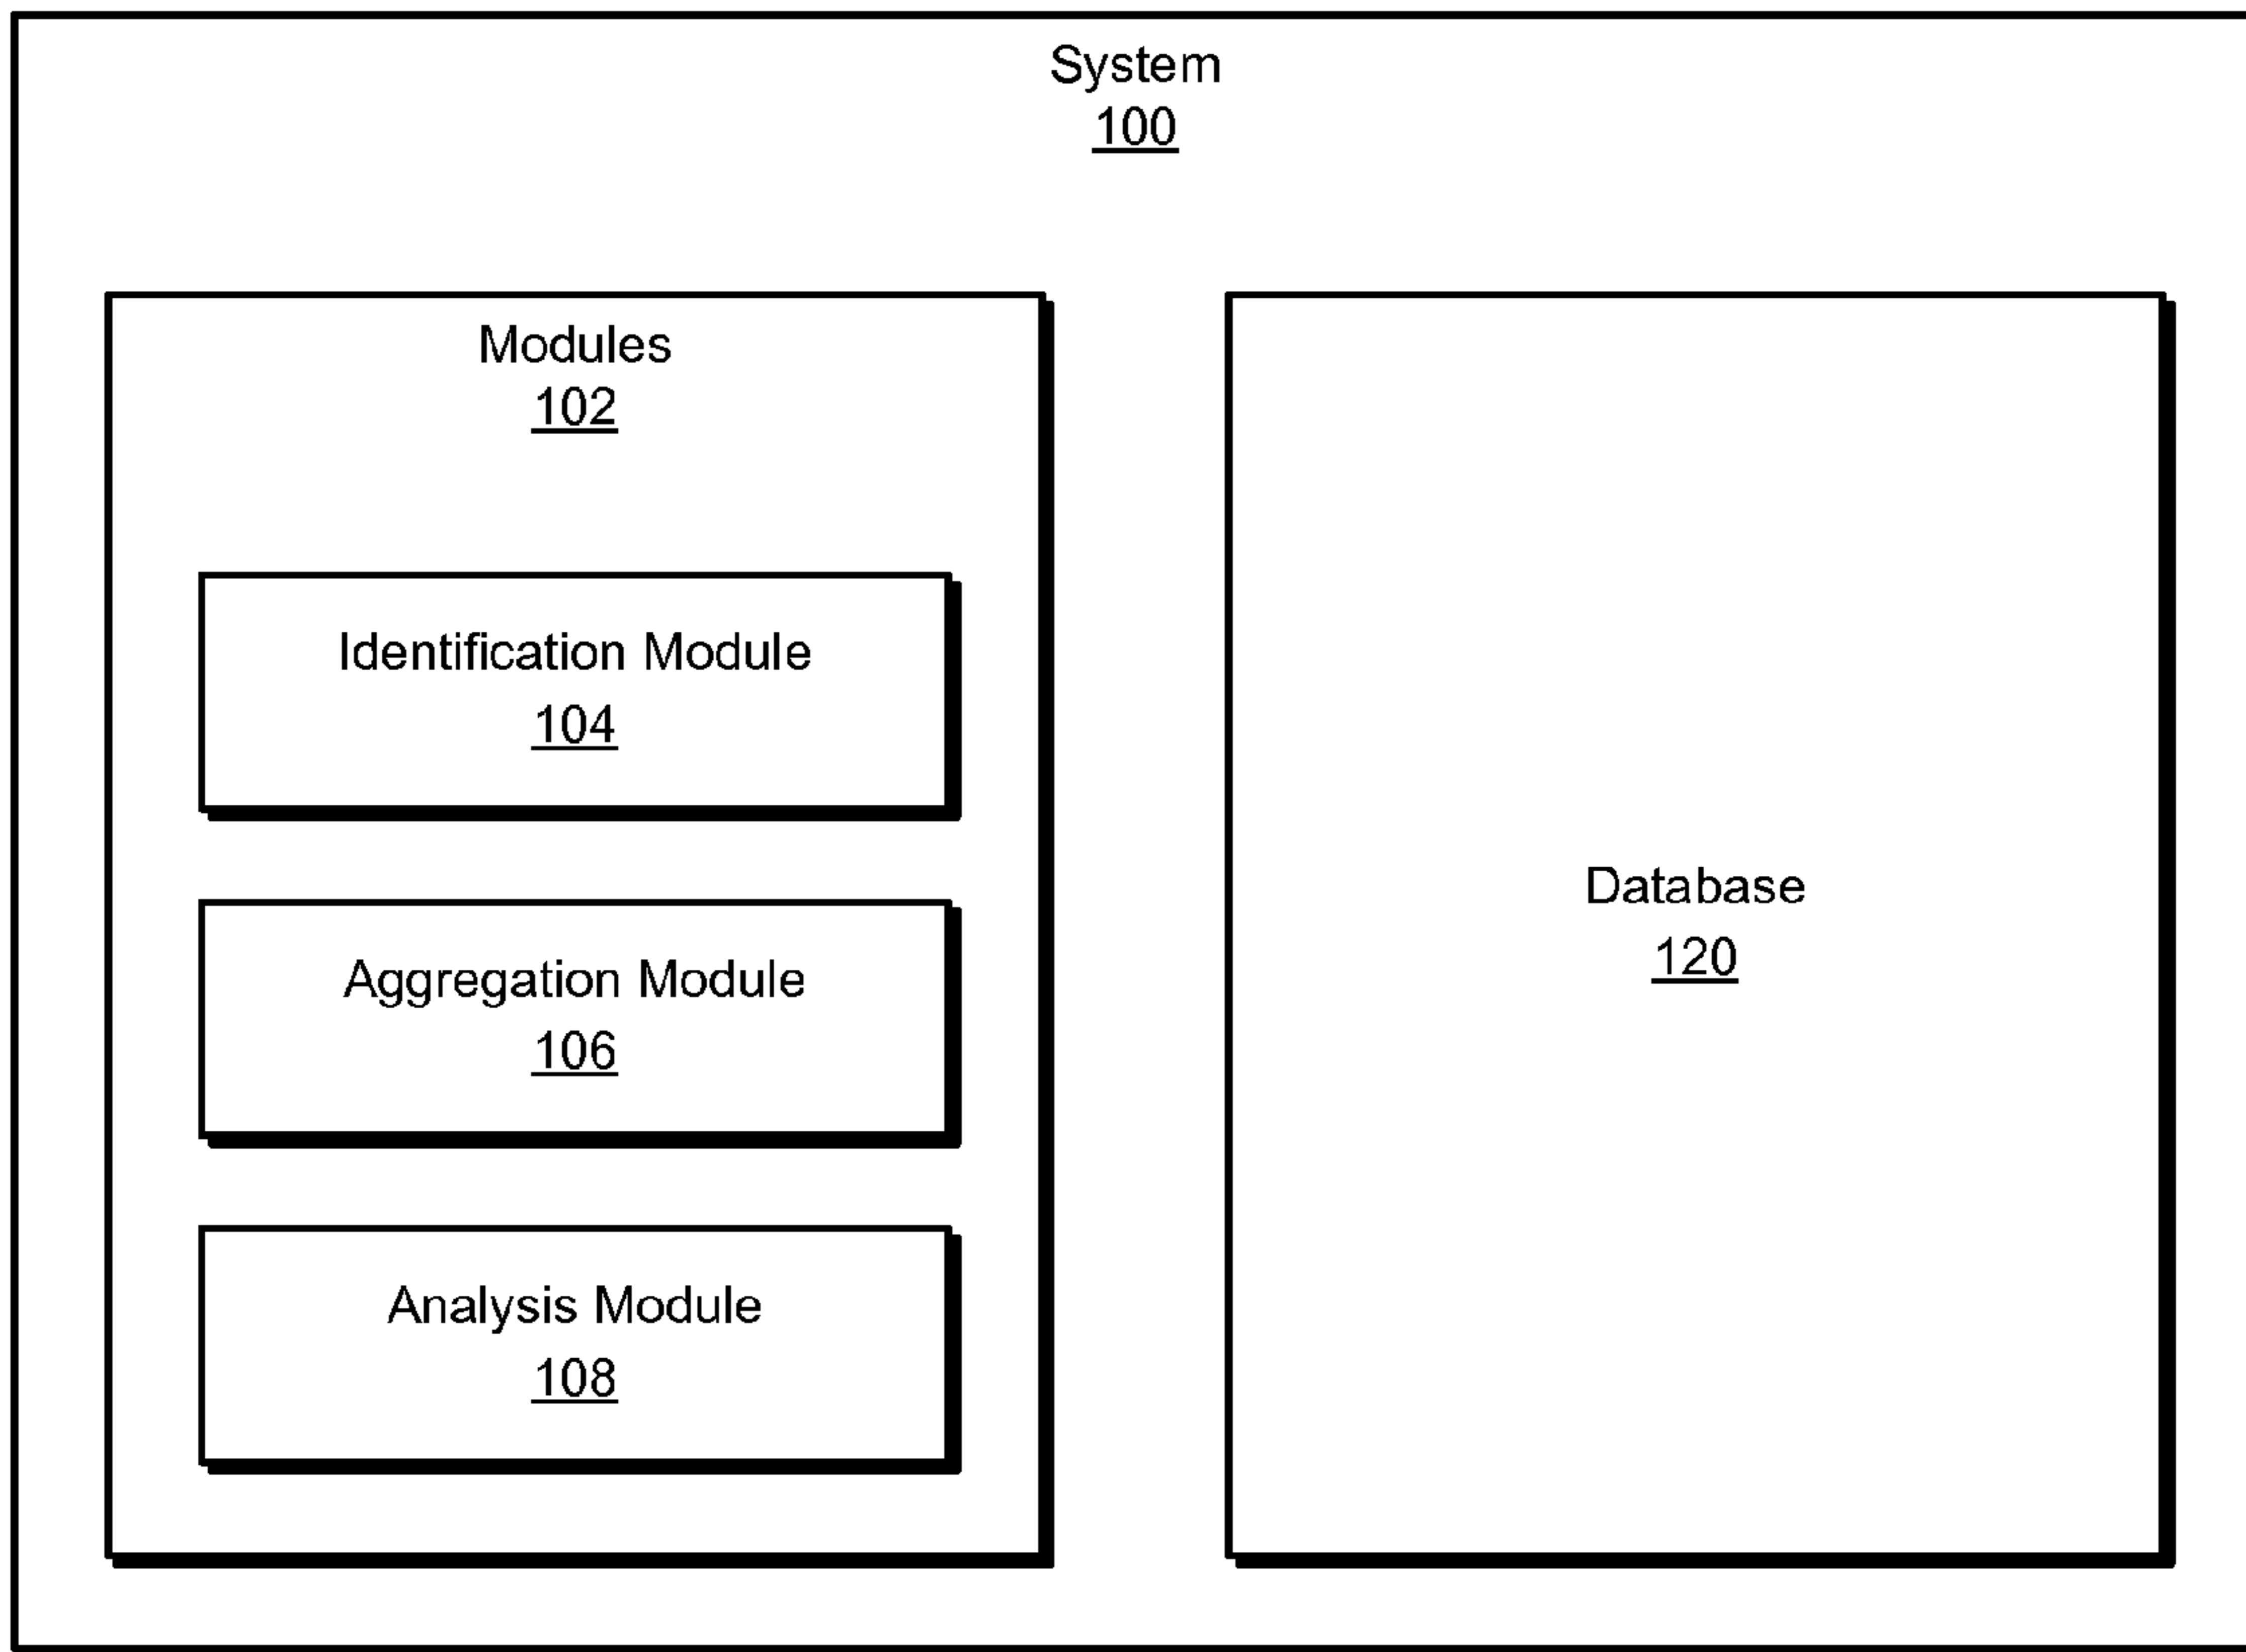 System
100
Modules
102
Identification Module
104
Aggregation Module
106
Analysis Module
108
Database
120